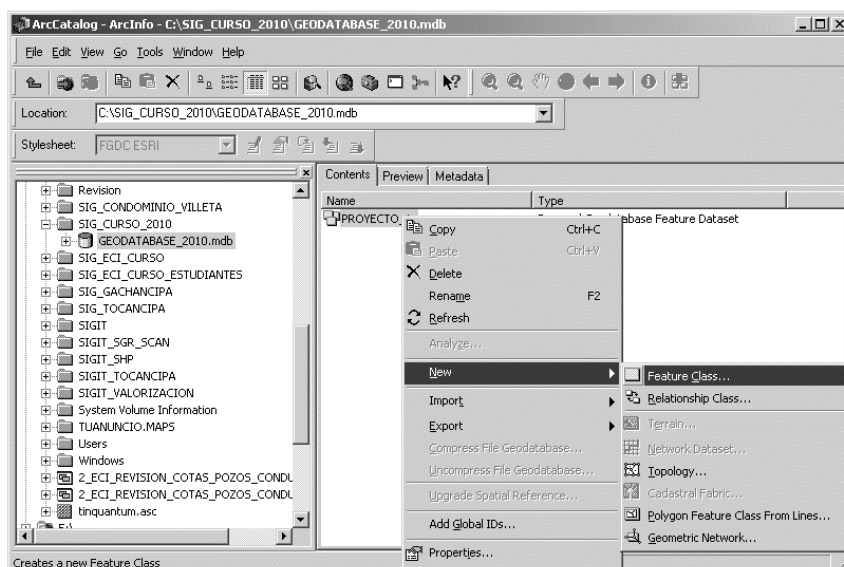 ArcCatalog - ArcInfo - C:\SIG_CURSO_2010\GEODATABASE_2010.mdb
File Edit View Go Tools Window Help
Location: C:\SIG_CURSO_2010\GEODATABASE_2010.mdb
Stylesheet: FGDC ESRI
Contents Preview Metadata
Name Type
Revision
SIG_CONDOMINIO_VILLETA
SIG_CURSO_2010
GEODATABASE_2010.mdb
SIG_ECI_CURSO
SIG_ECI_CURSO_ESTUDIANTES
SIG_GACHANCIPA
SIG_TOCANCIPA
SIGIT
SIGIT_SGR_SCAN
SIGIT_SHP
SIGIT_TOCANCIPA
SIGIT_VALORIZACION
System Volume Information
TUANUNCIO.MAPS
Users
Windows
2_ECI_REVISION_COTAS_POZOS_CONDU
2_ECI_REVISION_COTAS_POZOS_CONDU
tinquantum.asc
PROYECTO_
abase Feature Dataset
Copy Ctrl+C
Paste Ctrl+V
Delete
Rename F2
Refresh
Analyze...
New
Import
Export
Compress File Geodatabase...
Uncompress File Geodatabase...
Upgrade Spatial Reference...
Add Global IDs...
Properties...
Feature Class...
Relationship Class...
Terrain...
Network Dataset...
Topology...
Cadastral Fabric...
Polygon Feature Class From Lines...
Geometric Network...
Creates a new Feature Class